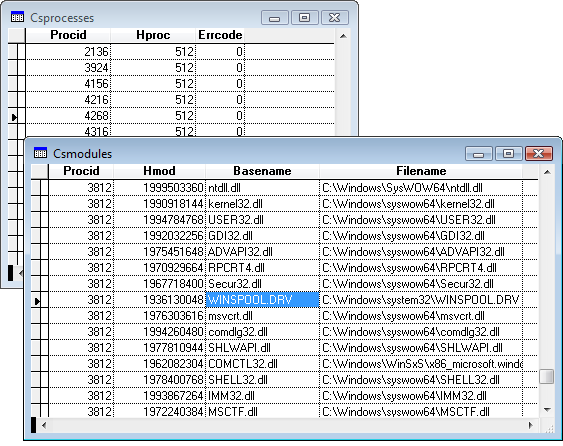 Csprocesses
Procid Hproc Errcode
2136 512 0
3924 512 0
4156 512 0
4216 512 0
4268 512 0
4316 512 0
Csmodules
Procid Hmod Basename Filename
3812 1999503360 ntdll.dll C:\Windows\SysWOW64\ntdll.dll
3812 1990918144 kernel32.dll C:\Windows\syswow64\kernel32.dll
3812 1994784768 USER32.dll C:\Windows\syswow64\USER32.dll
3812 1992032256 GDI32.dll C:\Windows\syswow64\GDI32.dll
3812 1975451648 ADVAPI32.dll C:\Windows\syswow64\ADVAPI32.dll
3812 1970929664 RPCRT4.dll C:\Windows\syswow64\RPCRT4.dll
3812 1967718400 Secur32.dll C:\Windows\syswow64\Secur32.dll
3812 1936130048 WINSPOOL.DRV C:\Windows\system32\WINSPOOL.DRV
3812 1976303616 msvcrt.dll C:\Windows\syswow64\msvcrt.dll
3812 1994260480 comdlg32.dll C:\Windows\syswow64\comdlg32.dll
3812 1977810944 SHLWAPI.dll C:\Windows\syswow64\SHLWAPI.dll
3812 1962082304 COMCTL32.dll C:\Windows\WinSxS\x86_microsoft.winde
3812 1978400768 SHELL32.dll C:\Windows\syswow64\SHELL32.dll
3812 1993867264 IMM32.dll C:\Windows\syswow64\IMM32.dll
3812 1972240384 MSCTF.dll C:\Windows\syswow64\MSCTF.dll